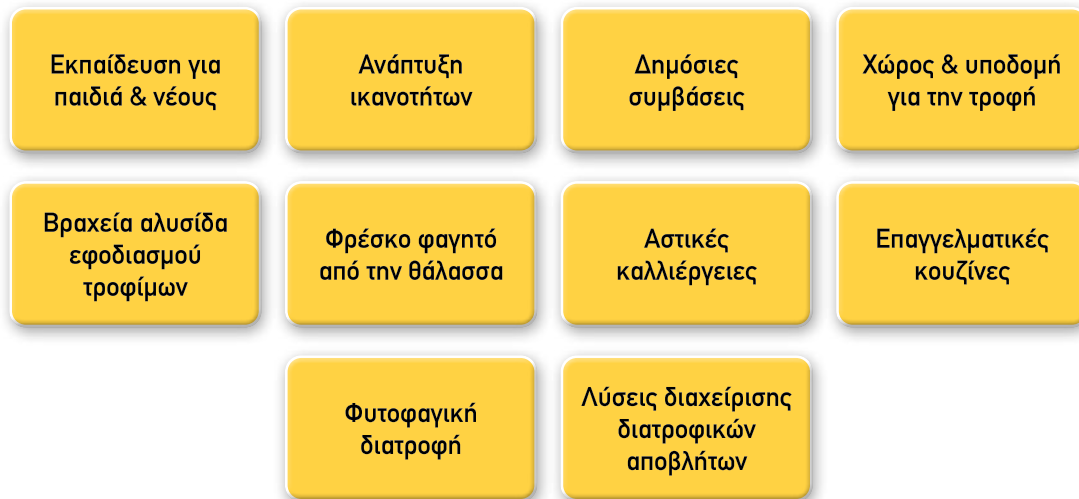 Εκπαίδευση για
παιδιά & νέους
Ανάπτυξη
ικανοτήτων
Δημόσιες
συμβάσεις
Χώρος & υποδομή
για την τροφή
Βραχεία αλυσίδα
εφοδιασμού
τροφίμων
Φρέσκο φαγητό
από την θάλασσα
Αστικές
καλλιέργειες
Επαγγελματικές
κουζίνες
Φυτοφαγική
διατροφή
Λύσεις διαχείρισης
διατροφικών
αποβλήτων